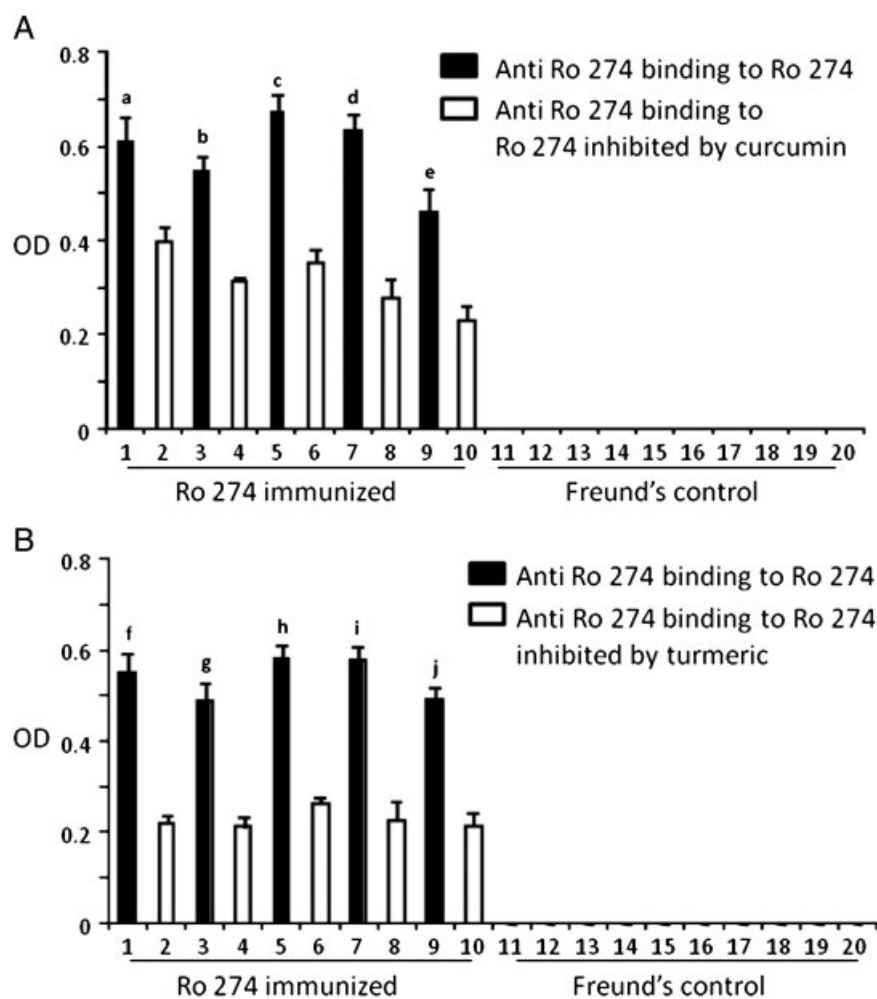 A
0.8
Anti Ro 274 binding to Ro 274
Anti Ro 274 binding to
Ro 274 inhibited by curcumin
a
b
c
d
e
0.6
OD
0.4
0.2
0
1 2 3 4 5 6 7 8 9 10 11 12 13 14 15 16 17 18 19 20
Ro 274 immunized Freund's control
B
0.8
Anti Ro 274 binding to Ro 274
Anti Ro 274 binding to Ro 274
inhibited by turmeric
f
g
h
i
j
0.6
OD
0.4
0.2
0
1 2 3 4 5 6 7 8 9 10 11 12 13 14 15 16 17 18 19 20
Ro 274 immunized Freund's control